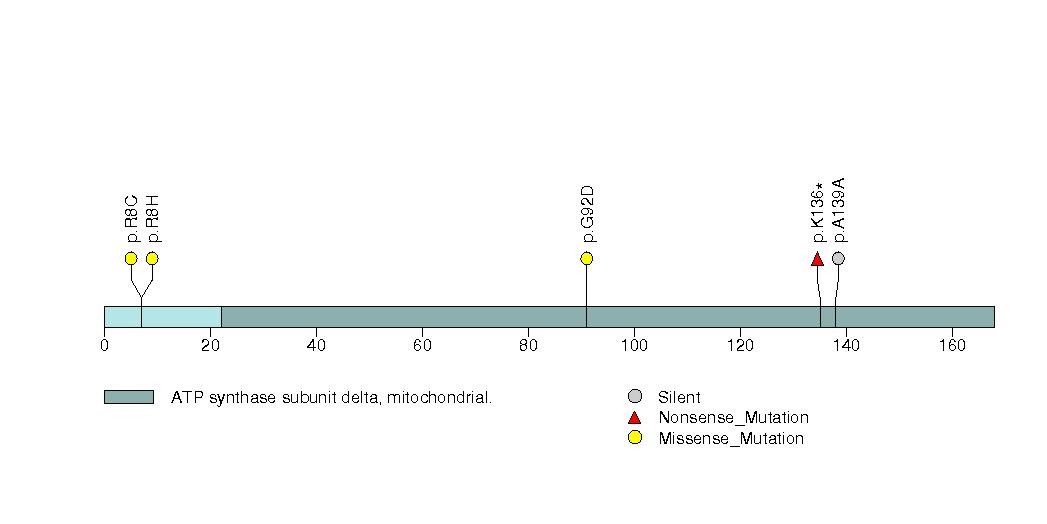 p.R8C
p.R8H
p.G92D
p.K136*
p.A139A
0 20 40 60 80 100 120 140 160
ATP synthase subunit delta, mitochondrial.
Silent
Nonsense_Mutation
Missense_Mutation